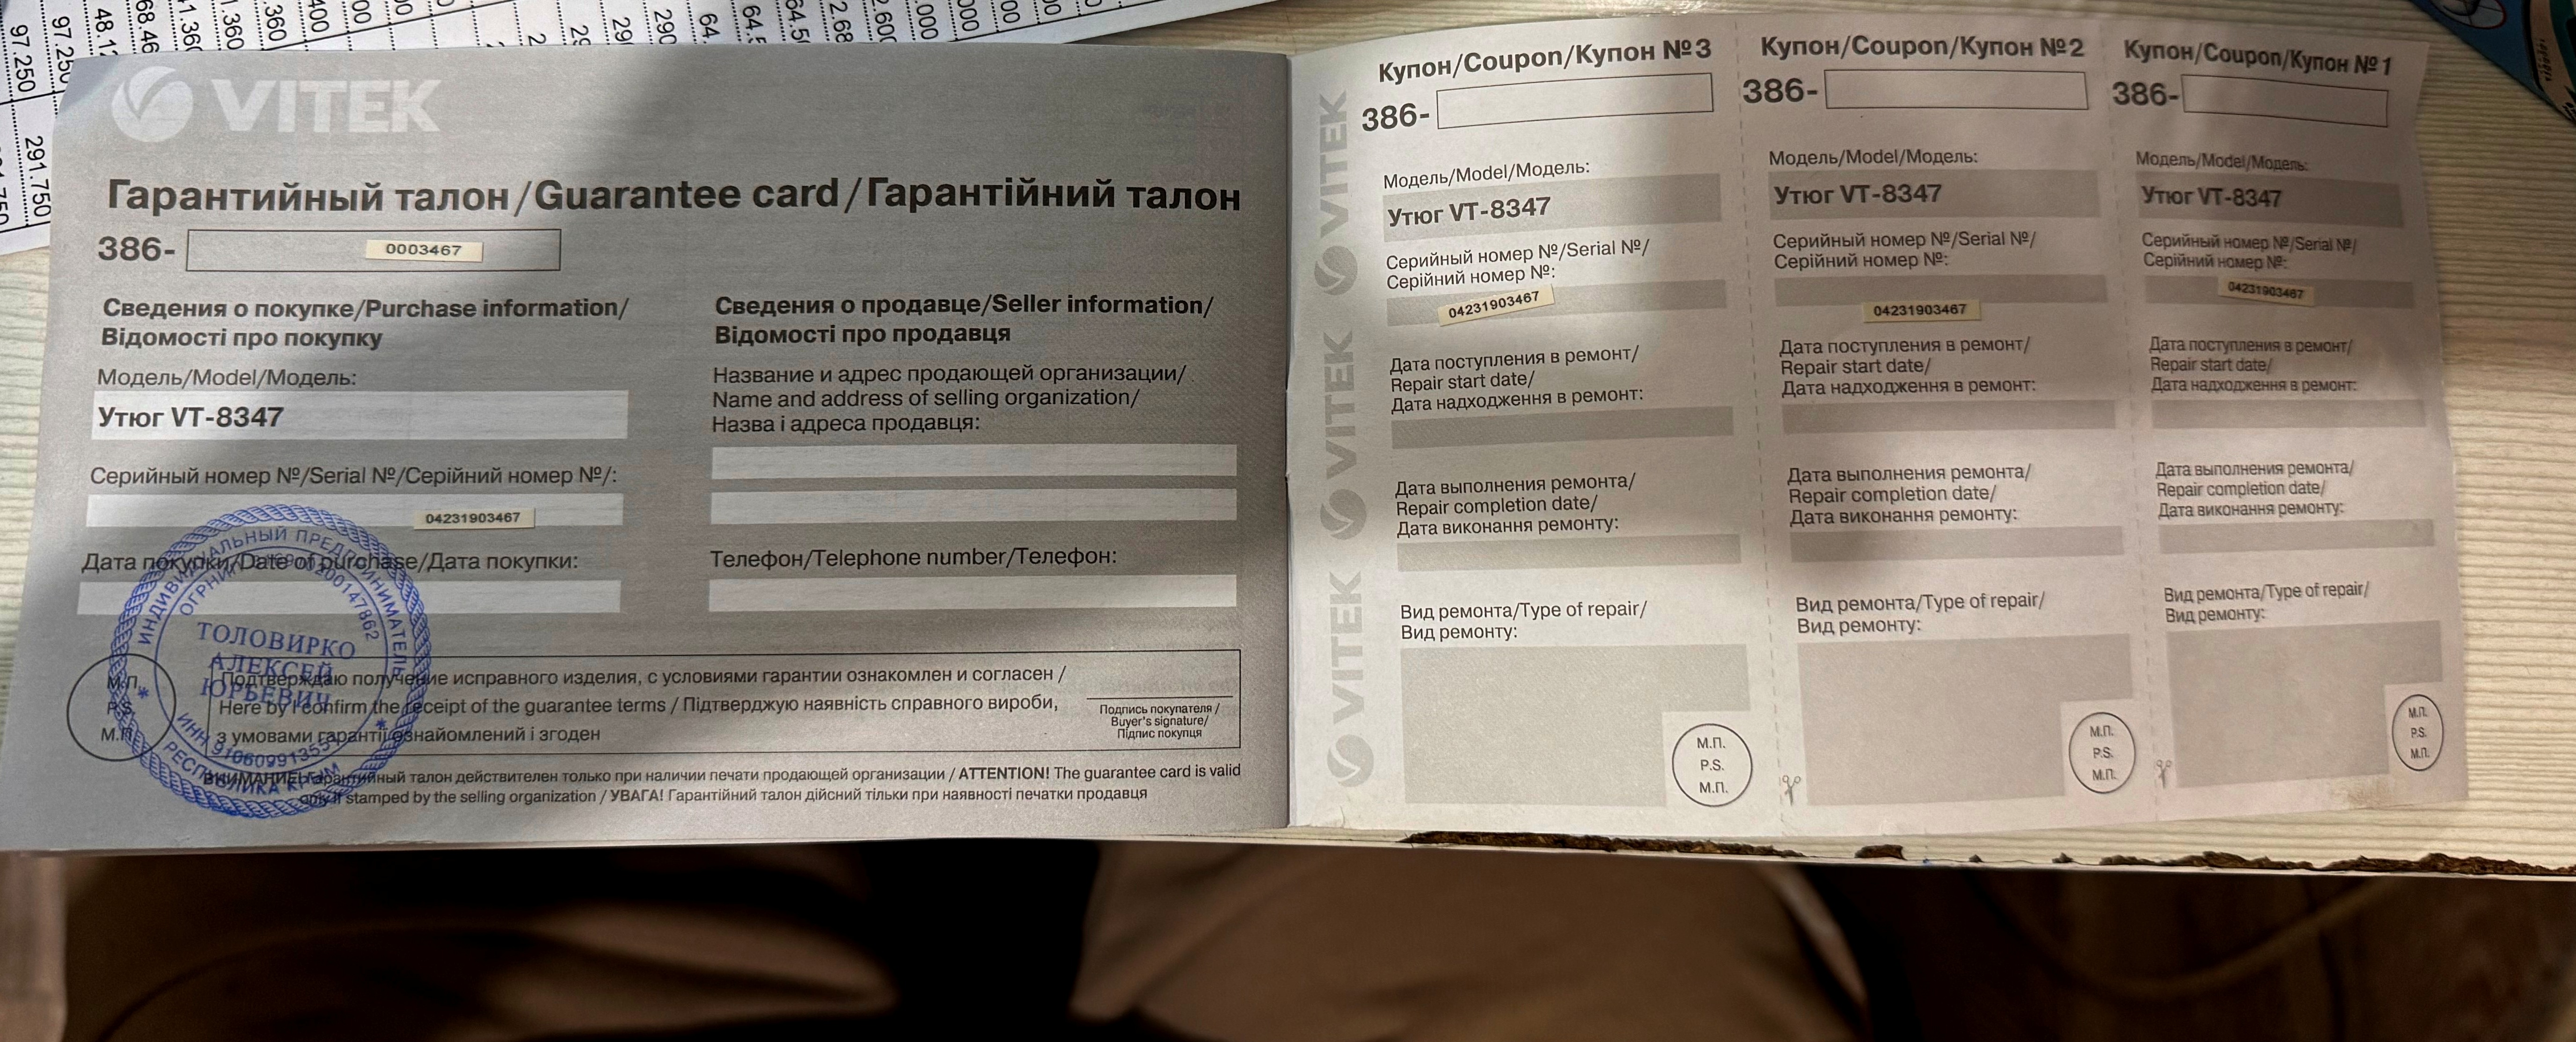 VITEK
Гарантийный талон/Guarantee card/Гарантійний талон
386- 0003467
Сведения о покупке/Purchase information/
Відомості про покупку
Модель/Model/Модель:
Утюг VT-8347
Серийный номер №/Serial №/Серійний номер №/:
04231903467
Дата покупки/Date of purchase/Дата покупки:
Сведения о продавце/Seller information/
Відомості про продавця
Название и адрес продающей организации/
Name and address of selling organization/
Назва і адреса продавця:
Телефон/Telephone number/Телефон:
ИНДИВИДУАЛЬНЫЙ ПРЕДПРИНИМАТЕЛЬ
ТОЛОВИРКО
АЛЕКСЕЙ
ЮРЬЕВИЧ
РЕСПУБЛИКА КРЫМ
М.П.
P.S.
М.П.
Подтверждаю получение исправного изделия, с условиями гарантии ознакомлен и согласен /
Here by I confirm the receipt of the guarantee terms / Підтверджую наявність справного вироби,
з умовами гарантії ознайомлений і згоден
Подпись покупателя /
Buyer's signature/
Підпис покупця
ВНИМАНИЕ! Гарантийный талон действителен только при наличии печати продающей организации / ATTENTION! The guarantee card is valid
only if stamped by the selling organization / УВАГА! Гарантійний талон дійсний тільки при наявності печатки продавця
VITEK
VITEK
VITEK
Купон/Coupon/Купон №3
386-
Модель/Model/Модель:
Утюг VT-8347
Серийный номер №/Serial №/
Серійний номер №:
04231903467
Дата поступления в ремонт/
Repair start date/
Дата надходження в ремонт:
Дата выполнения ремонта/
Repair completion date/
Дата виконання ремонту:
Вид ремонта/Type of repair/
Вид ремонту:
М.П.
P.S.
М.П.
Купон/Coupon/Купон №2
386-
Модель/Model/Модель:
Утюг VT-8347
Серийный номер №/Serial №/
Серійний номер №:
04231903467
Дата поступления в ремонт/
Repair start date/
Дата надходження в ремонт:
Дата выполнения ремонта/
Repair completion date/
Дата виконання ремонту:
Вид ремонта/Type of repair/
Вид ремонту:
М.П.
P.S.
М.П.
Купон/Coupon/Купон №1
386-
Модель/Model/Модель:
Утюг VT-8347
Серийный номер №/Serial №/
Серійний номер №:
04231903467
Дата поступления в ремонт/
Repair start date/
Дата надходження в ремонт:
Дата выполнения ремонта/
Repair completion date/
Дата виконання ремонту:
Вид ремонта/Type of repair/
Вид ремонту:
М.П.
P.S.
М.П.
97.250
291.750